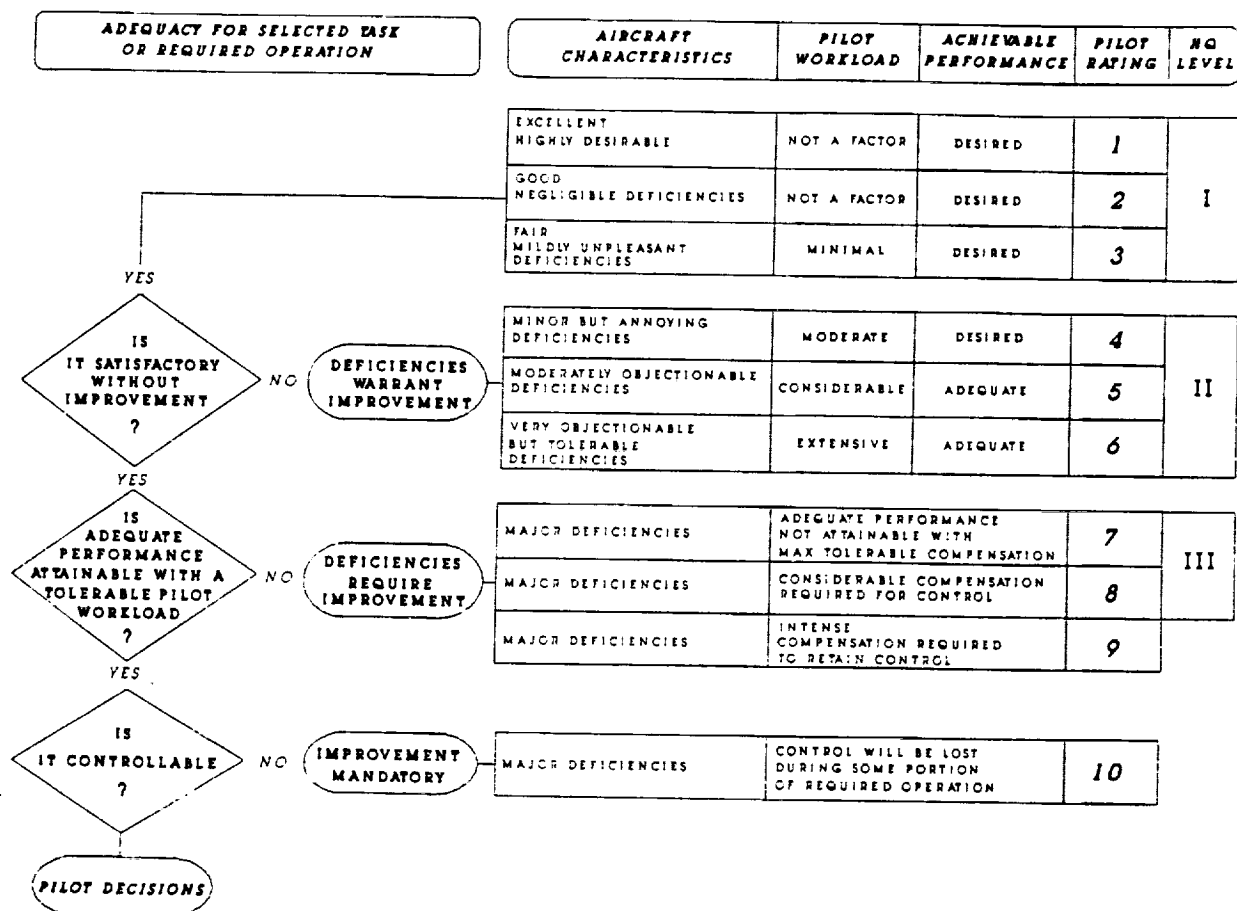 ADEQUACY FOR SELECTED TASK
OR REQUIRED OPERATION
AIRCRAFT
CHARACTERISTICS
PILOT
WORKLOAD
ACHIEVABLE
PERFORMANCE
PILOT
RATING
HQ
LEVEL
EXCELLENT
HIGHLY DESIRABLE
NOT A FACTOR
DESIRED
1
GOOD
NEGLIGIBLE DEFICIENCIES
NOT A FACTOR
DESIRED
2
I
FAIR
MILDLY UNPLEASANT
DEFICIENCIES
MINIMAL
DESIRED
3
YES
IS
IT SATISFACTORY
WITHOUT
IMPROVEMENT
?
NO
DEFICIENCIES
WARRANT
IMPROVEMENT
MINOR BUT ANNOYING
DEFICIENCIES
MODERATE
DESIRED
4
MODERATELY OBJECTIONABLE
DEFICIENCIES
CONSIDERABLE
ADEQUATE
5
II
VERY OBJECTIONABLE
BUT TOLERABLE
DEFICIENCIES
EXTENSIVE
ADEQUATE
6
YES
IS
ADEQUATE
PERFORMANCE
ATTAINABLE WITH A
TOLERABLE PILOT
WORKLOAD
?
NO
DEFICIENCIES
REQUIRE
IMPROVEMENT
MAJOR DEFICIENCIES
ADEQUATE PERFORMANCE
NOT ATTAINABLE WITH
MAX TOLERABLE COMPENSATION
7
III
MAJOR DEFICIENCIES
CONSIDERABLE COMPENSATION
REQUIRED FOR CONTROL
8
MAJOR DEFICIENCIES
INTENSE
COMPENSATION REQUIRED
TO RETAIN CONTROL
9
YES
IS
IT CONTROLLABLE
?
NO
IMPROVEMENT
MANDATORY
MAJOR DEFICIENCIES
CONTROL WILL BE LOST
DURING SOME PORTION
OF REQUIRED OPERATION
10
PILOT DECISIONS